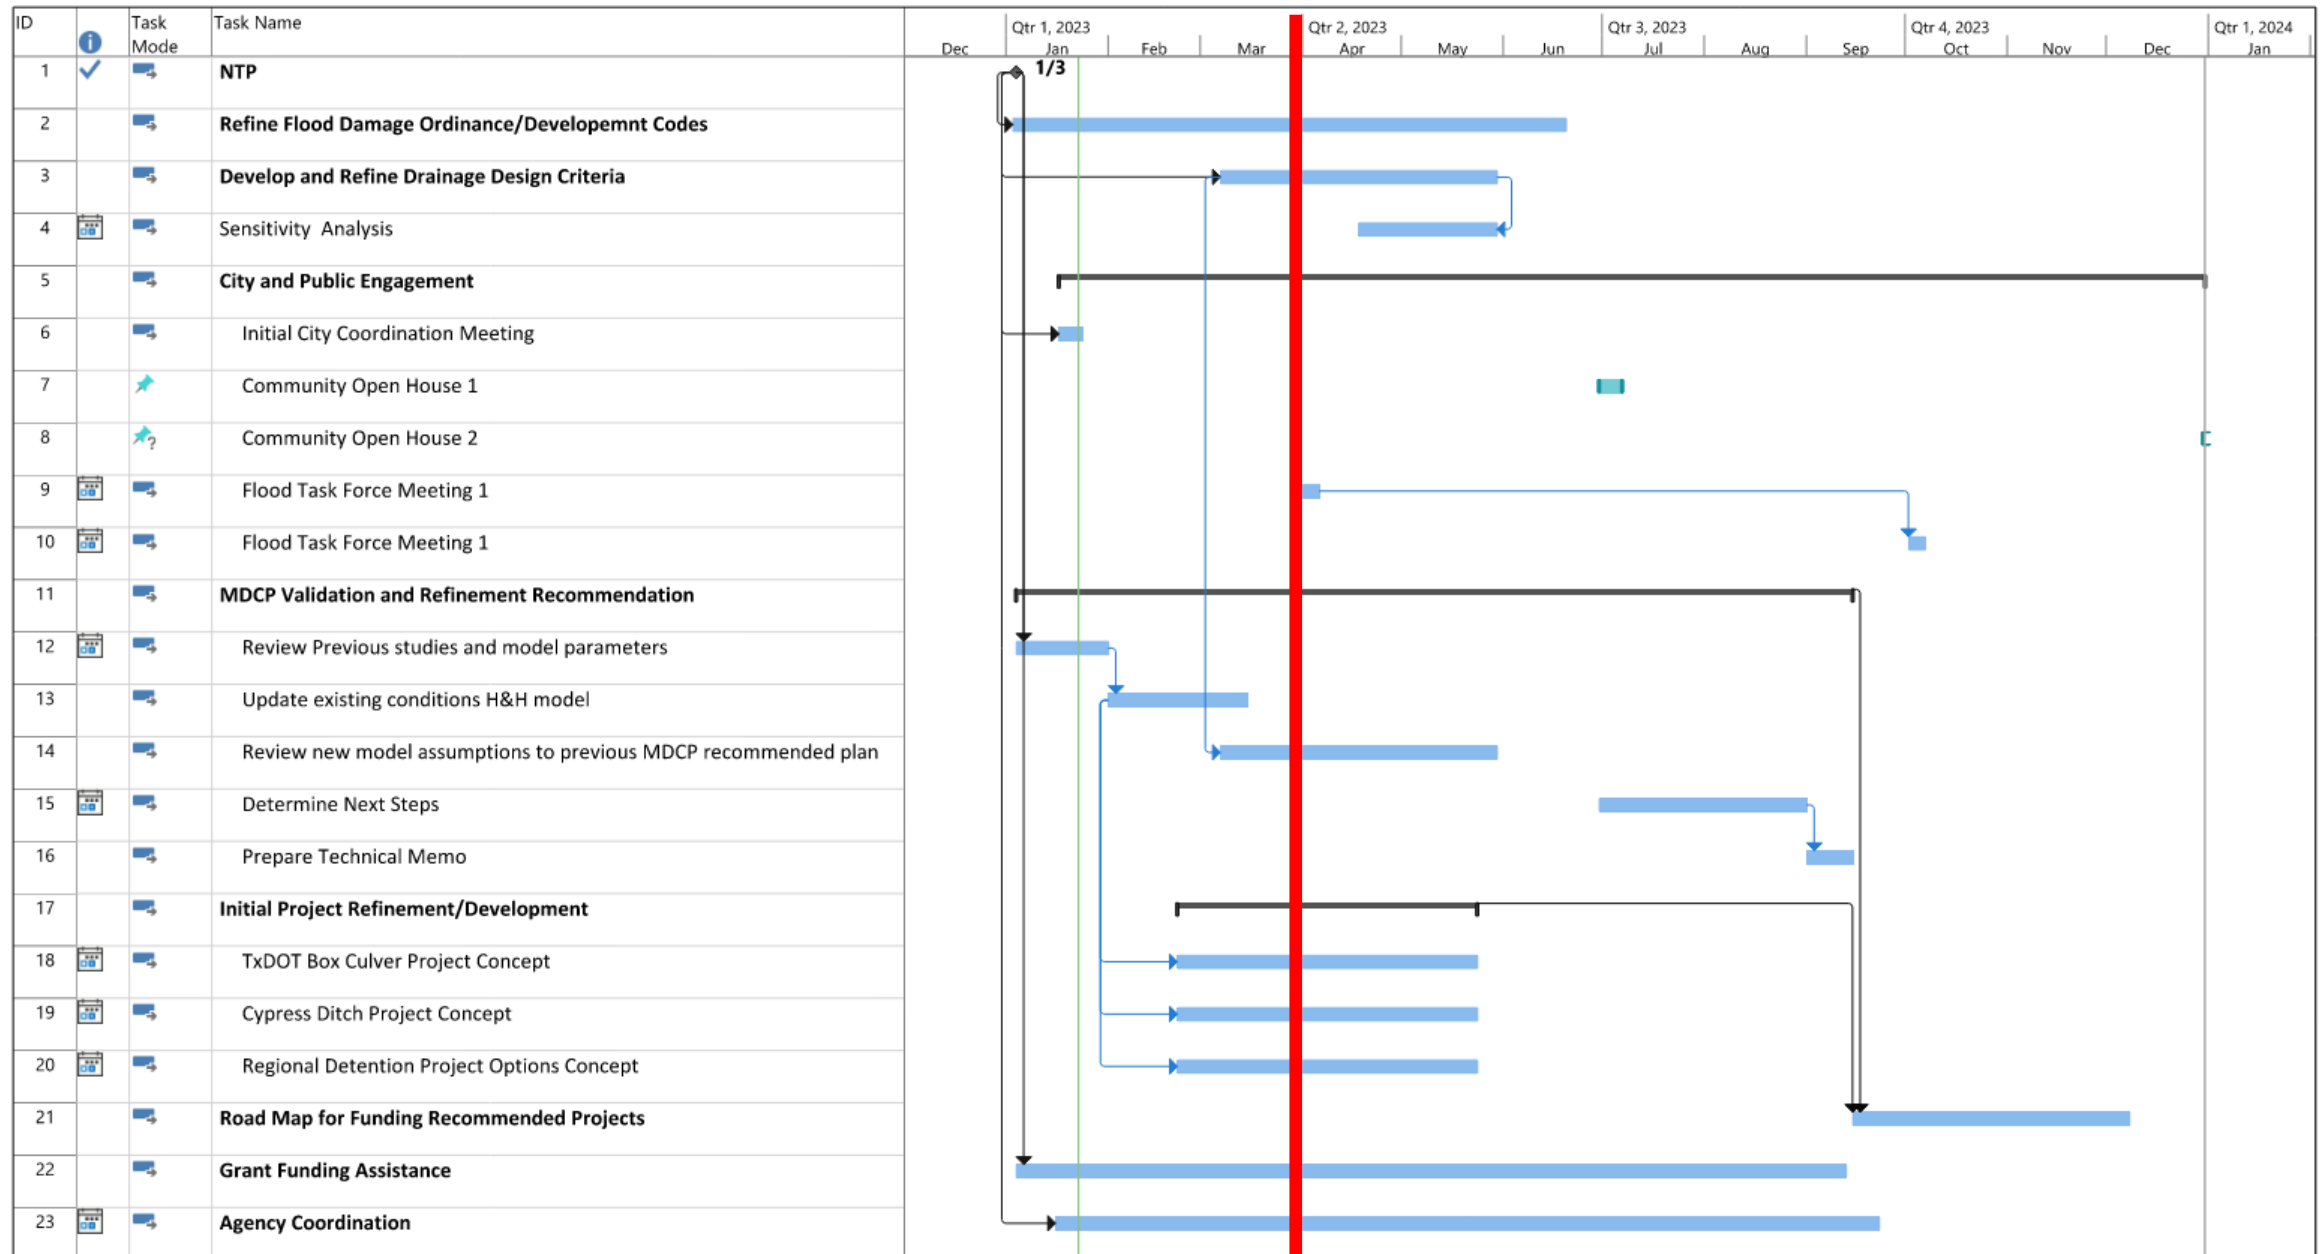 ID Task Mode Task Name
Qtr 1, 2023 Qtr 2, 2023 Qtr 3, 2023 Qtr 4, 2023 Qtr 1, 2024
Dec Jan Feb Mar Apr May Jun Jul Aug Sep Oct Nov Dec Jan
1 NTP 1/3
2 Refine Flood Damage Ordinance/Developemnt Codes
3 Develop and Refine Drainage Design Criteria
4 Sensitivity Analysis
5 City and Public Engagement
6 Initial City Coordination Meeting
7 Community Open House 1
8 ? Community Open House 2
9 Flood Task Force Meeting 1
10 Flood Task Force Meeting 1
11 MDCP Validation and Refinement Recommendation
12 Review Previous studies and model parameters
13 Update existing conditions H&H model
14 Review new model assumptions to previous MDCP recommended plan
15 Determine Next Steps
16 Prepare Technical Memo
17 Initial Project Refinement/Development
18 TxDOT Box Culver Project Concept
19 Cypress Ditch Project Concept
20 Regional Detention Project Options Concept
21 Road Map for Funding Recommended Projects
22 Grant Funding Assistance
23 Agency Coordination